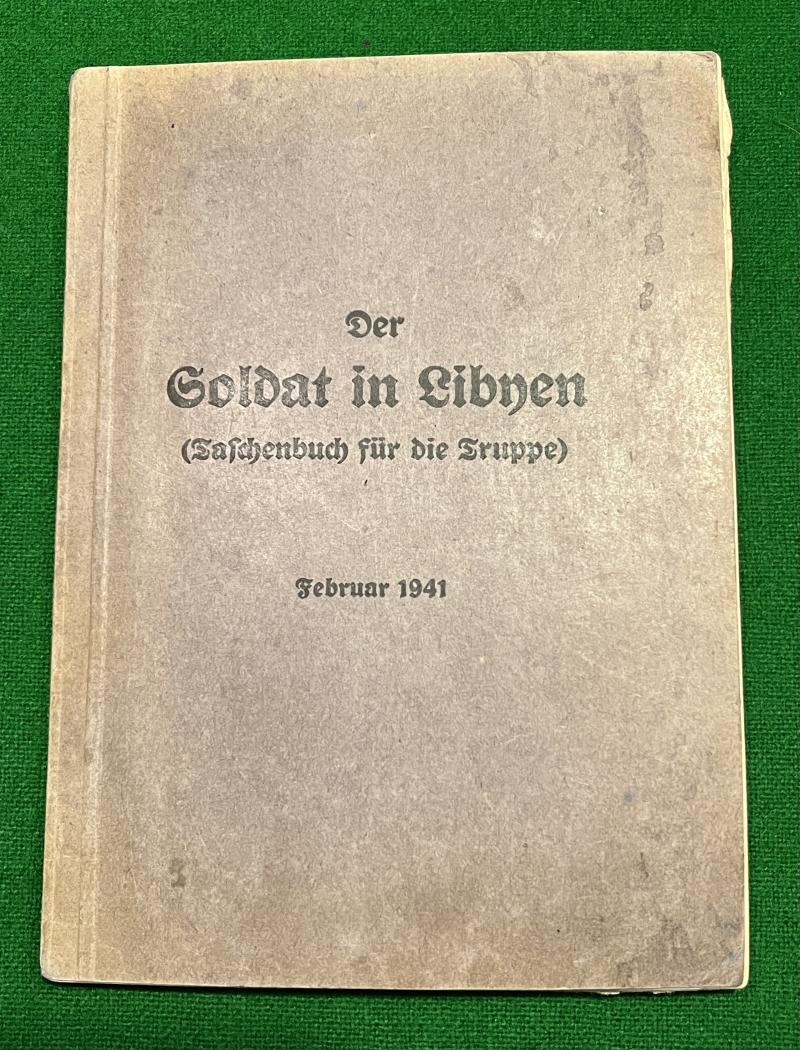 Der
Soldat in Libyen
(Taschenbuch für die Truppe)
Februar 1941